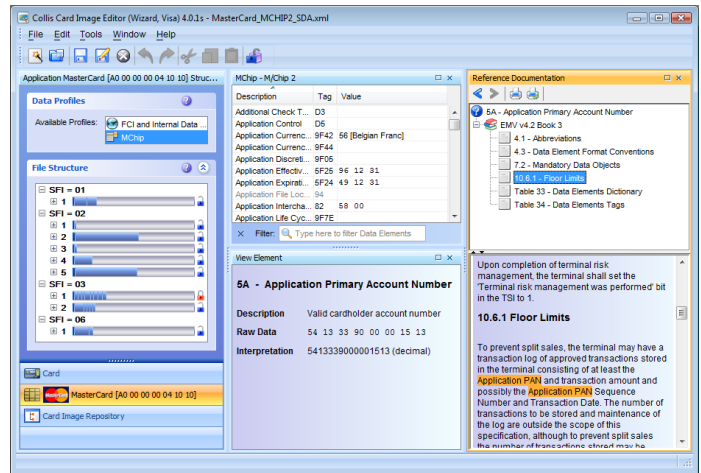 Collis Card Image Editor (Wizard, Visa) 4.0.1s - MasterCard_MCHIP2_SDA.xml
File Edit Tools Window Help
Application MasterCard [A0 00 00 00 04 10 10] Struc...
Data Profiles
Available Profiles:
FCI and Internal Data ...
MChip
File Structure
SFI = 01
1
SFI = 02
1
2
3
4
5
SFI = 03
1
2
SFI = 06
1
Card
MasterCard [A0 00 00 00 04 10 10]
Card Image Repository
MChip - M/Chip 2
Description Tag Value
Additional Check T... D3
Application Control D5
Application Currenc... 9F42 56 [Belgian Franc]
Application Currenc... 9F44
Application Discreti... 9F05
Application Effectiv... 5F25 96 12 31
Application Expirati... 5F24 49 12 31
Application File Loc... 94
Application Intercha... 82 58 00
Application Life Cyc... 9F7E
Filter: Type here to filter Data Elements
View Element
5A - Application Primary Account Number
Description Valid cardholder account number
Raw Data 54 13 33 90 00 00 15 13
Interpretation 5413339000001513 (decimal)
Reference Documentation
5A - Application Primary Account Number
EMV v4.2 Book 3
4.1 - Abbreviations
4.3 - Data Element Format Conventions
7.2 - Mandatory Data Objects
10.6.1 - Floor Limits
Table 33 - Data Elements Dictionary
Table 34 - Data Elements Tags
Upon completion of terminal risk
management, the terminal shall set the
'Terminal risk management was performed' bit
in the TSI to 1.
10.6.1 Floor Limits
To prevent split sales, the terminal may have a
transaction log of approved transactions stored
in the terminal consisting of at least the
Application PAN and transaction amount and
possibly the Application PAN Sequence
Number and Transaction Date. The number of
transactions to be stored and maintenance of
the log are outside the scope of this
specification, although to prevent split sales
the number of transactions stored may be